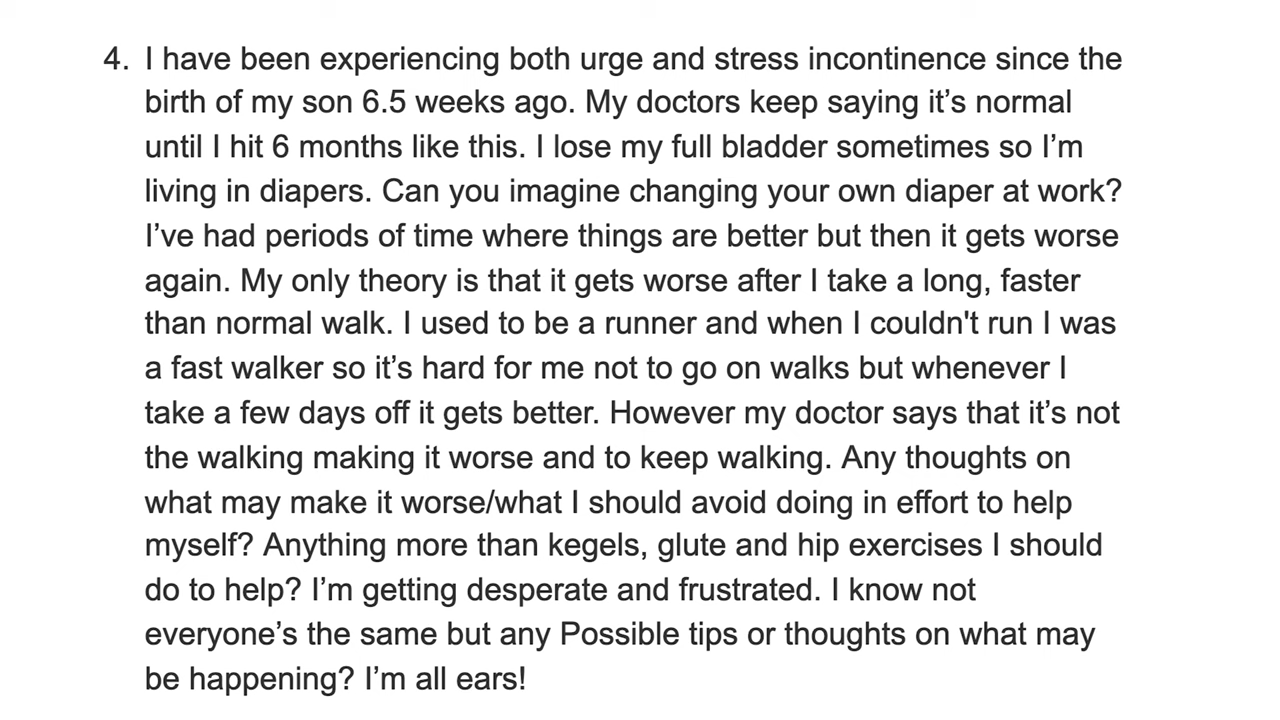 4. I have been experiencing both urge and stress incontinence since the
birth of my son 6.5 weeks ago. My doctors keep saying it’s normal
until I hit 6 months like this. I lose my full bladder sometimes so I’m
living in diapers. Can you imagine changing your own diaper at work?
I’ve had periods of time where things are better but then it gets worse
again. My only theory is that it gets worse after I take a long, faster
than normal walk. I used to be a runner and when I couldn't run I was
a fast walker so it’s hard for me not to go on walks but whenever I
take a few days off it gets better. However my doctor says that it’s not
the walking making it worse and to keep walking. Any thoughts on
what may make it worse/what I should avoid doing in effort to help
myself? Anything more than kegels, glute and hip exercises I should
do to help? I’m getting desperate and frustrated. I know not
everyone’s the same but any Possible tips or thoughts on what may
be happening? I’m all ears!